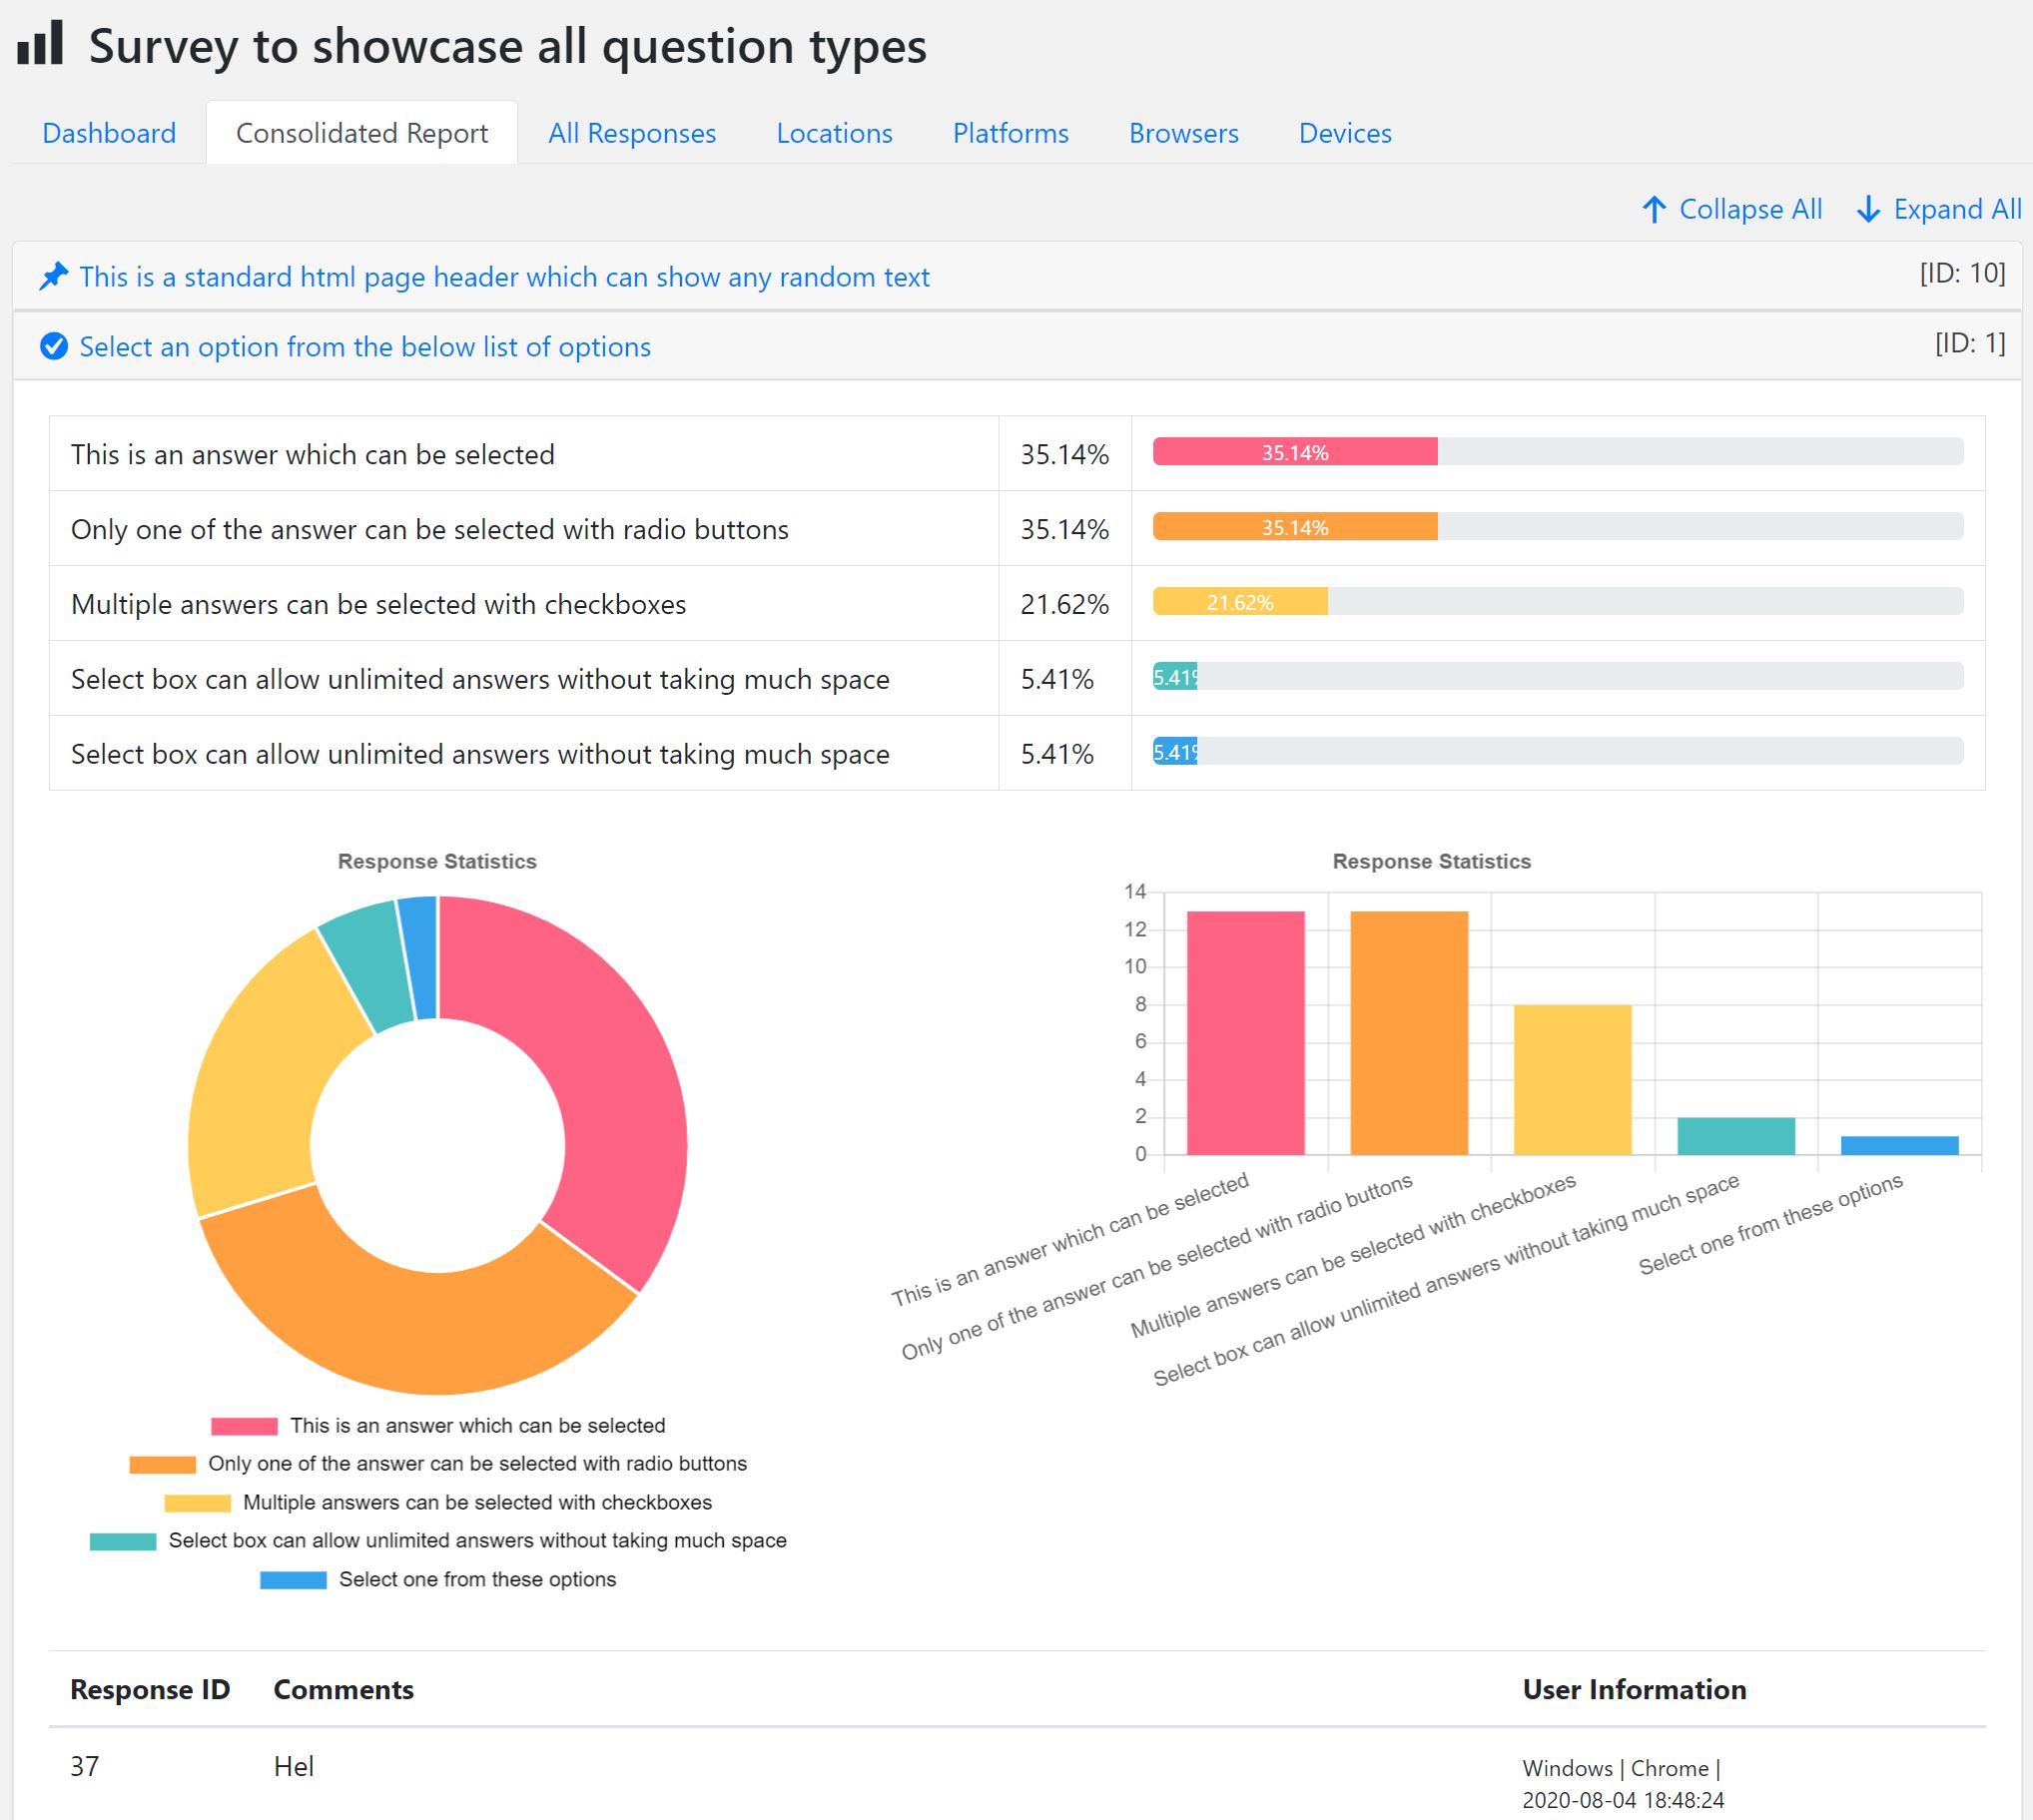 Survey to showcase all question types
Dashboard Consolidated Report All Responses Locations Platforms Browsers Devices
Collapse All Expand All
This is a standard html page header which can show any random text [ID: 10]
Select an option from the below list of options [ID: 1]
This is an answer which can be selected 35.14% 35.14%
Only one of the answer can be selected with radio buttons 35.14% 35.14%
Multiple answers can be selected with checkboxes 21.62% 21.62%
Select box can allow unlimited answers without taking much space 5.41% 5.41%
Select box can allow unlimited answers without taking much space 5.41% 5.41%
Response Statistics
This is an answer which can be selected
Only one of the answer can be selected with radio buttons
Multiple answers can be selected with checkboxes
Select box can allow unlimited answers without taking much space
Select one from these options
Response Statistics
14
12
10
8
6
4
2
0
This is an answer which can be selected
Only one of the answer can be selected with radio buttons
Multiple answers can be selected with checkboxes
Select box can allow unlimited answers without taking much space
Select one from these options
Response ID Comments User Information
37 Hel Windows | Chrome |
2020-08-04 18:48:24